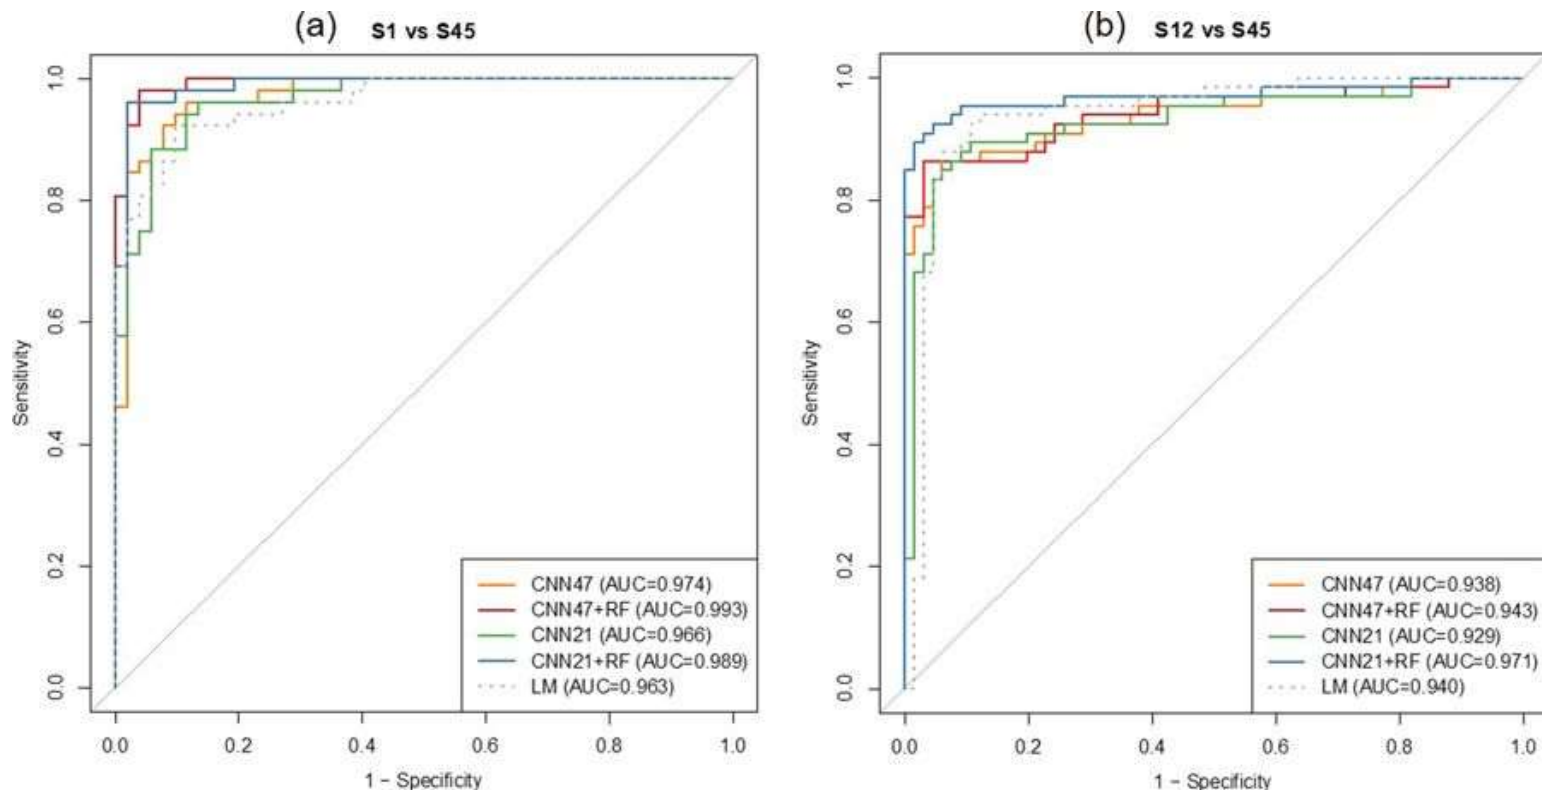 (a) S1 vs S45
1.0
0.8
0.6
0.4
0.2
0.0
Sensitivity
CNN47 (AUC=0.974)
CNN47+RF (AUC=0.993)
CNN21 (AUC=0.966)
CNN21+RF (AUC=0.989)
LM (AUC=0.963)
0.0 0.2 0.4 0.6 0.8 1.0
1 − Specificity
(b) S12 vs S45
1.0
0.8
0.6
0.4
0.2
0.0
Sensitivity
CNN47 (AUC=0.938)
CNN47+RF (AUC=0.943)
CNN21 (AUC=0.929)
CNN21+RF (AUC=0.971)
LM (AUC=0.940)
0.0 0.2 0.4 0.6 0.8 1.0
1 − Specificity